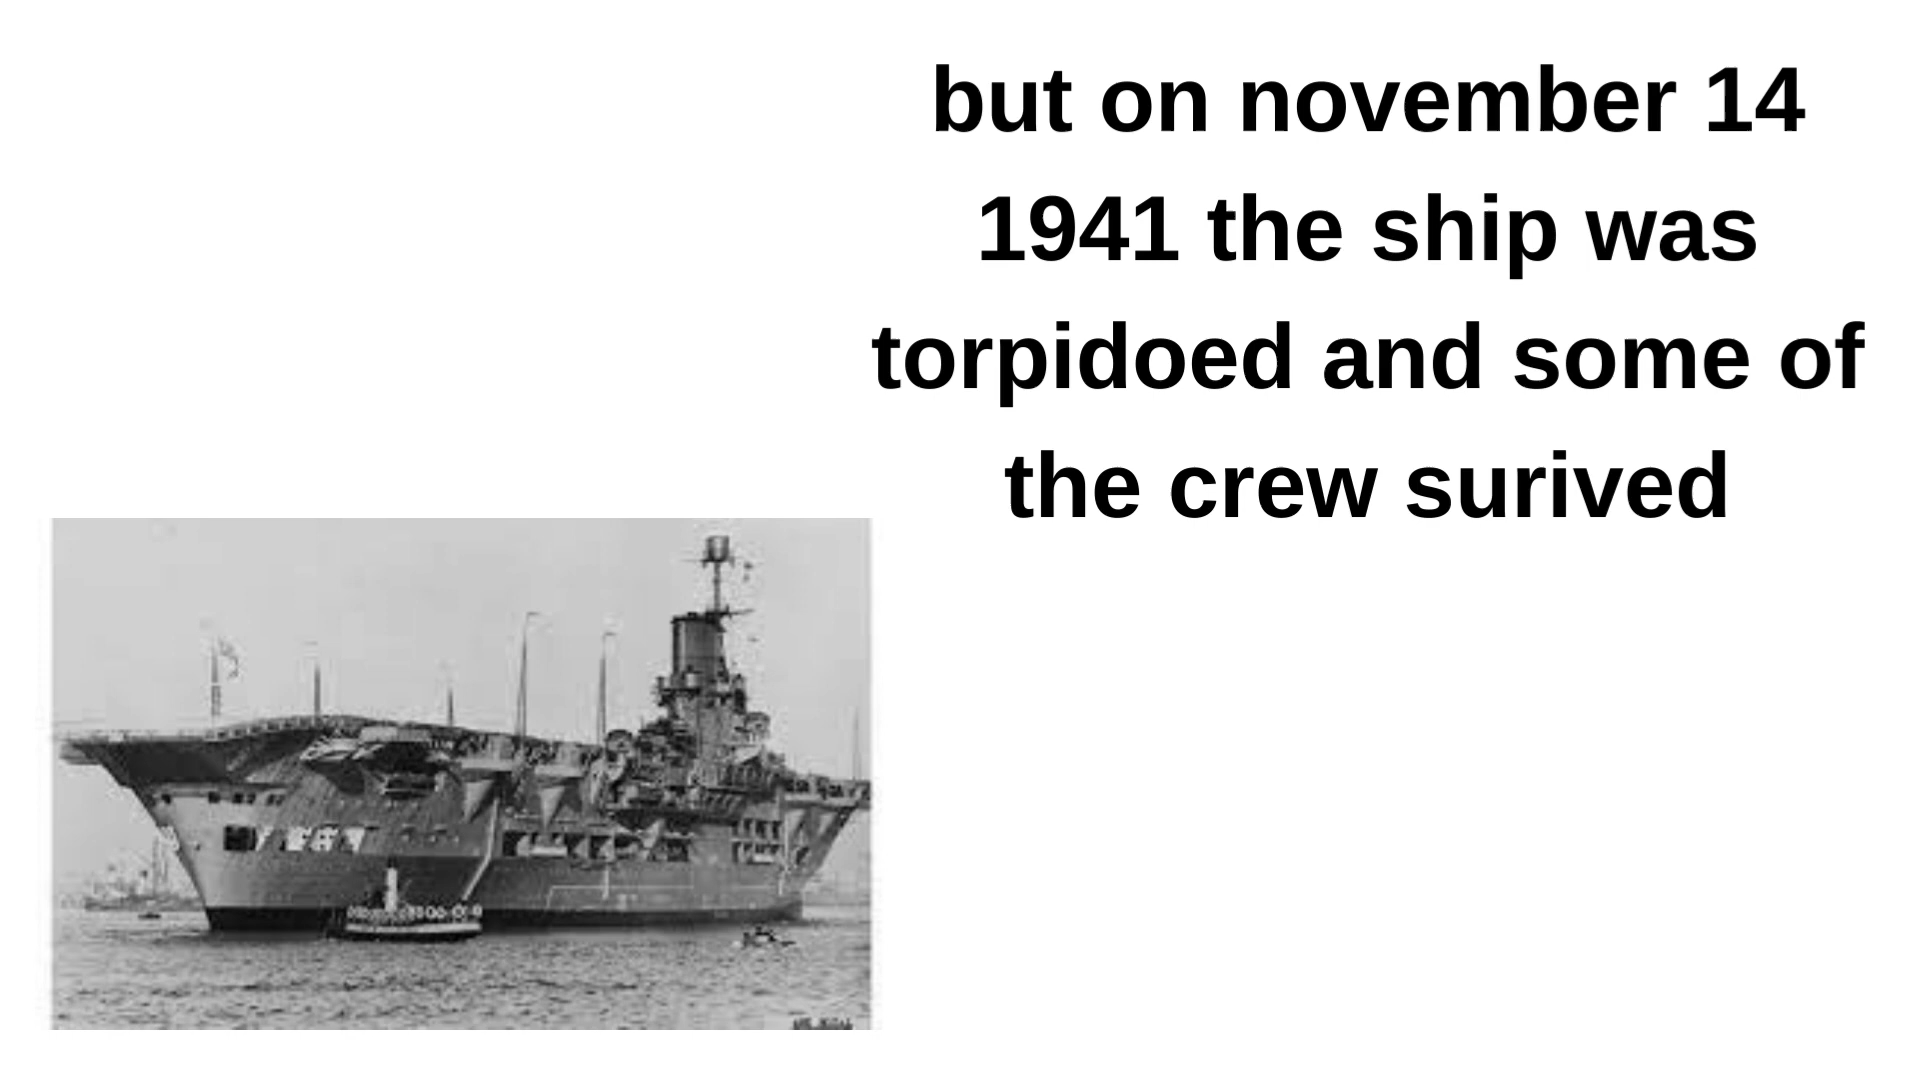 but on november 14
1941 the ship was
torpidoed and some of
the crew surived